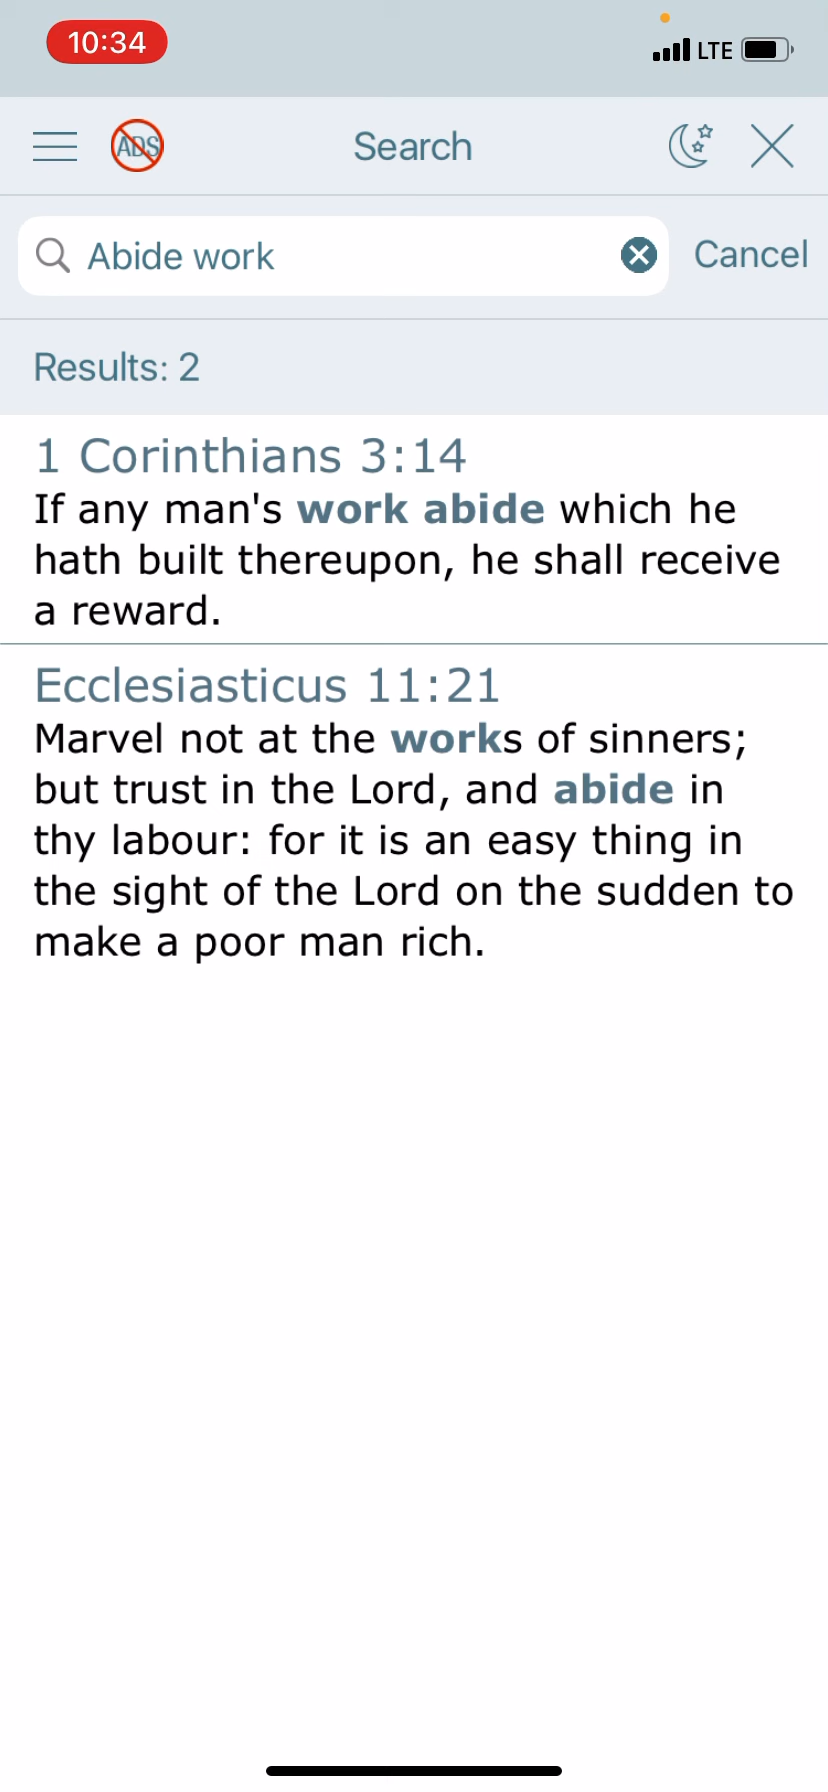 10:34
LTE
ADS
Search
Abide work
Cancel
Results: 2
1 Corinthians 3:14
If any man's work abide which he
hath built thereupon, he shall receive
a reward.
Ecclesiasticus 11:21
Marvel not at the works of sinners;
but trust in the Lord, and abide in
thy labour: for it is an easy thing in
the sight of the Lord on the sudden to
make a poor man rich.